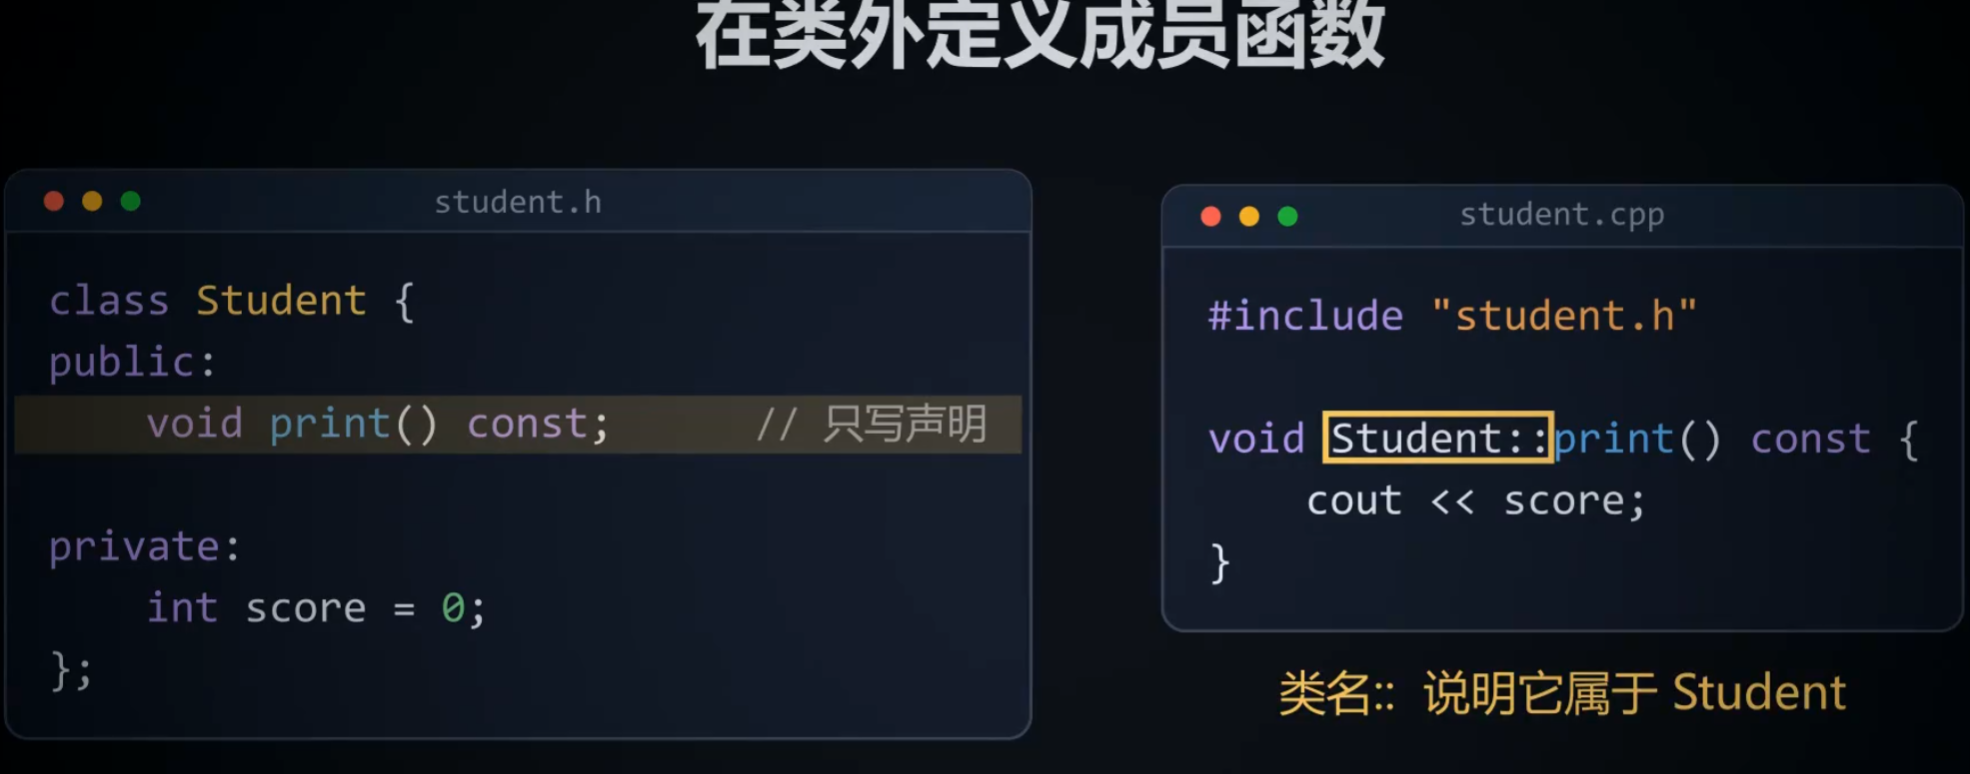 在类外定义成员函数
student.h
class Student {
public:
    void print() const;      // 只写声明
private:
    int score = 0;
};
student.cpp
#include "student.h"
void Student::print() const {
    cout << score;
}
类名:: 说明它属于 Student